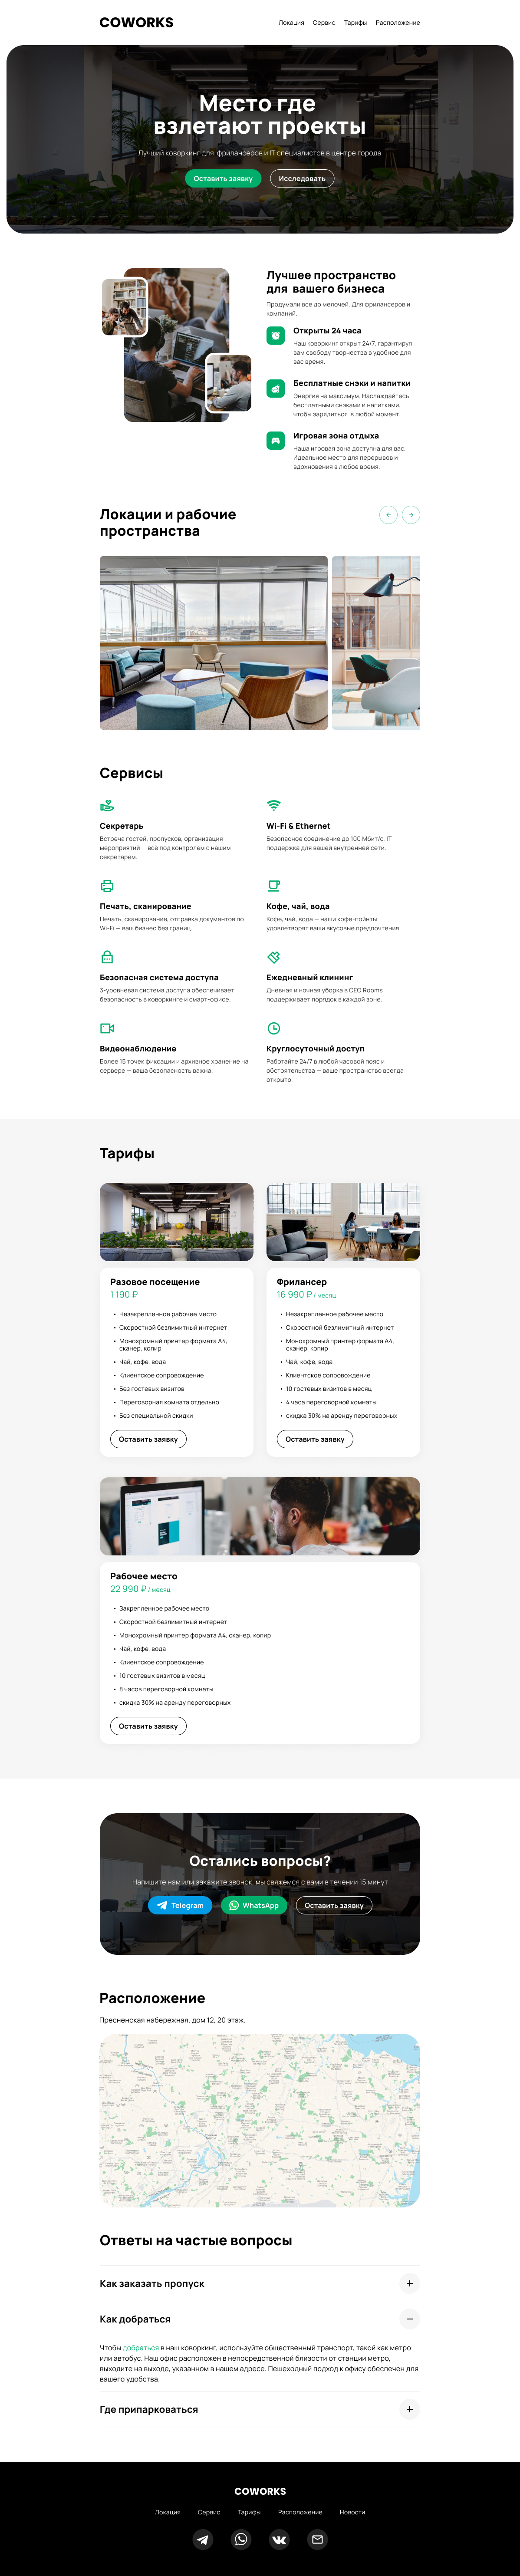 COWORKS
Локация Сервис Тарифы Расположение
Место где
взлетают проекты
Лучший коворкинг для фрилансеров и IT специалистов в центре города
Оставить заявку Исследовать
Лучшее пространство
для вашего бизнеса
Продумали все до мелочей. Для фрилансеров и
компаний.
Открыты 24 часа
Наш коворкинг открыт 24/7, гарантируя
вам свободу творчества в удобное для
вас время.
Бесплатные снэки и напитки
Энергия на максимум. Наслаждайтесь
бесплатными снэками и напитками,
чтобы зарядиться в любой момент.
Игровая зона отдыха
Наша игровая зона доступна для вас.
Идеальное место для перерывов и
вдохновения в любое время.
Локации и рабочие
пространства
Сервисы
Секретарь
Встреча гостей, пропусков, организация
мероприятий — всё под контролем с нашим
секретарем.
Wi-Fi & Ethernet
Безопасное соединение до 100 Мбит/с, IT-
поддержка для вашей внутренней сети.
Печать, сканирование
Печать, сканирование, отправка документов по
Wi-Fi — ваш бизнес без границ.
Кофе, чай, вода
Кофе, чай, вода — наши кофе-пойнты
удовлетворят ваши вкусовые предпочтения.
Безопасная система доступа
3-уровневая система доступа обеспечивает
безопасность в коворкинге и смарт-офисе.
Ежедневный клининг
Дневная и ночная уборка в CEO Rooms
поддерживает порядок в каждой зоне.
Видеонаблюдение
Более 15 точек фиксации и архивное хранение на
сервере — ваша безопасность важна.
Круглосуточный доступ
Работайте 24/7 в любой часовой пояс и
обстоятельства — ваше пространство всегда
открыто.
Тарифы
Разовое посещение
1 190 ₽
• Незакрепленное рабочее место
• Скоростной безлимитный интернет
• Монохромный принтер формата А4,
сканер, копир
• Чай, кофе, вода
• Клиентское сопровождение
• Без гостевых визитов
• Переговорная комната отдельно
• Без специальной скидки
Оставить заявку
Фрилансер
16 990 ₽ / месяц
• Незакрепленное рабочее место
• Скоростной безлимитный интернет
• Монохромный принтер формата А4,
сканер, копир
• Чай, кофе, вода
• Клиентское сопровождение
• 10 гостевых визитов в месяц
• 4 часа переговорной комнаты
• скидка 30% на аренду переговорных
Оставить заявку
Рабочее место
22 990 ₽ / месяц
• Закрепленное рабочее место
• Скоростной безлимитный интернет
• Монохромный принтер формата А4, сканер, копир
• Чай, кофе, вода
• Клиентское сопровождение
• 10 гостевых визитов в месяц
• 8 часов переговорной комнаты
• скидка 30% на аренду переговорных
Оставить заявку
Остались вопросы?
Напишите нам или закажите звонок, мы свяжемся с вами в течении 15 минут
Telegram WhatsApp Оставить заявку
Расположение
Пресненская набережная, дом 12, 20 этаж.
Ответы на частые вопросы
Как заказать пропуск
Как добраться
Чтобы добраться в наш коворкинг, используйте общественный транспорт, такой как метро
или автобус. Наш офис расположен в непосредственной близости от станции метро,
выходите на выходе, указанном в нашем адресе. Пешеходный подход к офису обеспечен для
вашего удобства.
Где припарковаться
COWORKS
Локация Сервис Тарифы Расположение Новости